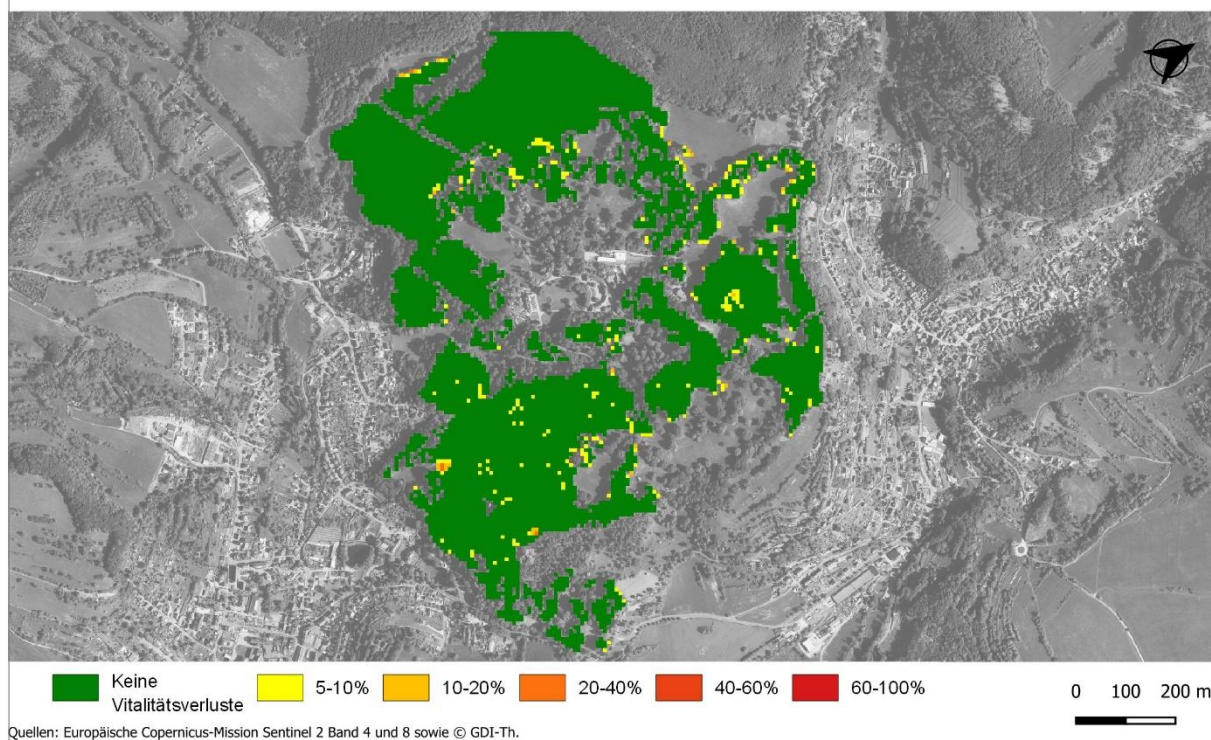 Keine
Vitalitätsverluste
5-10%
10-20%
20-40%
40-60%
60-100%
0 100 200 m
Quellen: Europäische Copernicus-Mission Sentinel 2 Band 4 und 8 sowie © GDI-Th.